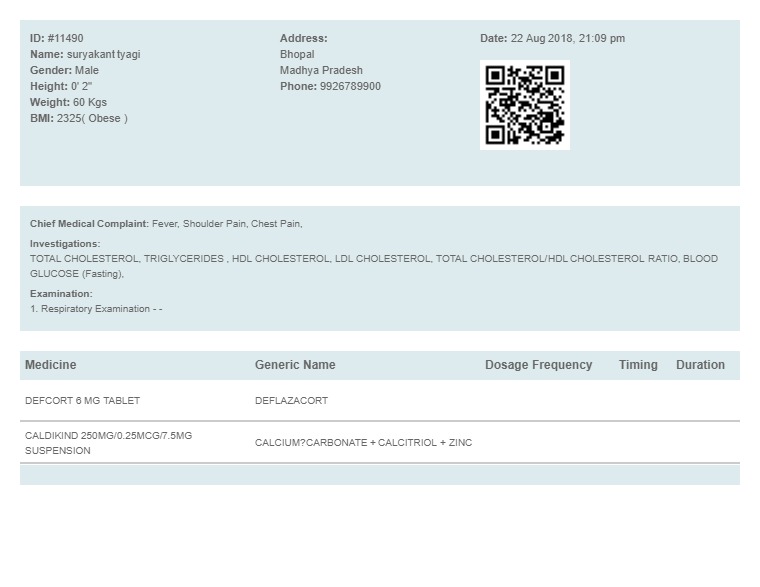 ID: #11490
Name: suryakant tyagi
Gender: Male
Height: 0' 2"
Weight: 60 Kgs
BMI: 2325( Obese )
Address:
Bhopal
Madhya Pradesh
Phone: 9926789900
Date: 22 Aug 2018, 21:09 pm
Chief Medical Complaint: Fever, Shoulder Pain, Chest Pain,
Investigations:
TOTAL CHOLESTEROL, TRIGLYCERIDES , HDL CHOLESTEROL, LDL CHOLESTEROL, TOTAL CHOLESTEROL/HDL CHOLESTEROL RATIO, BLOOD
GLUCOSE (Fasting),
Examination:
1. Respiratory Examination - -
Medicine Generic Name Dosage Frequency Timing Duration
DEFCORT 6 MG TABLET DEFLAZACORT
CALDIKIND 250MG/0.25MCG/7.5MG
SUSPENSION
CALCIUM?CARBONATE + CALCITRIOL + ZINC